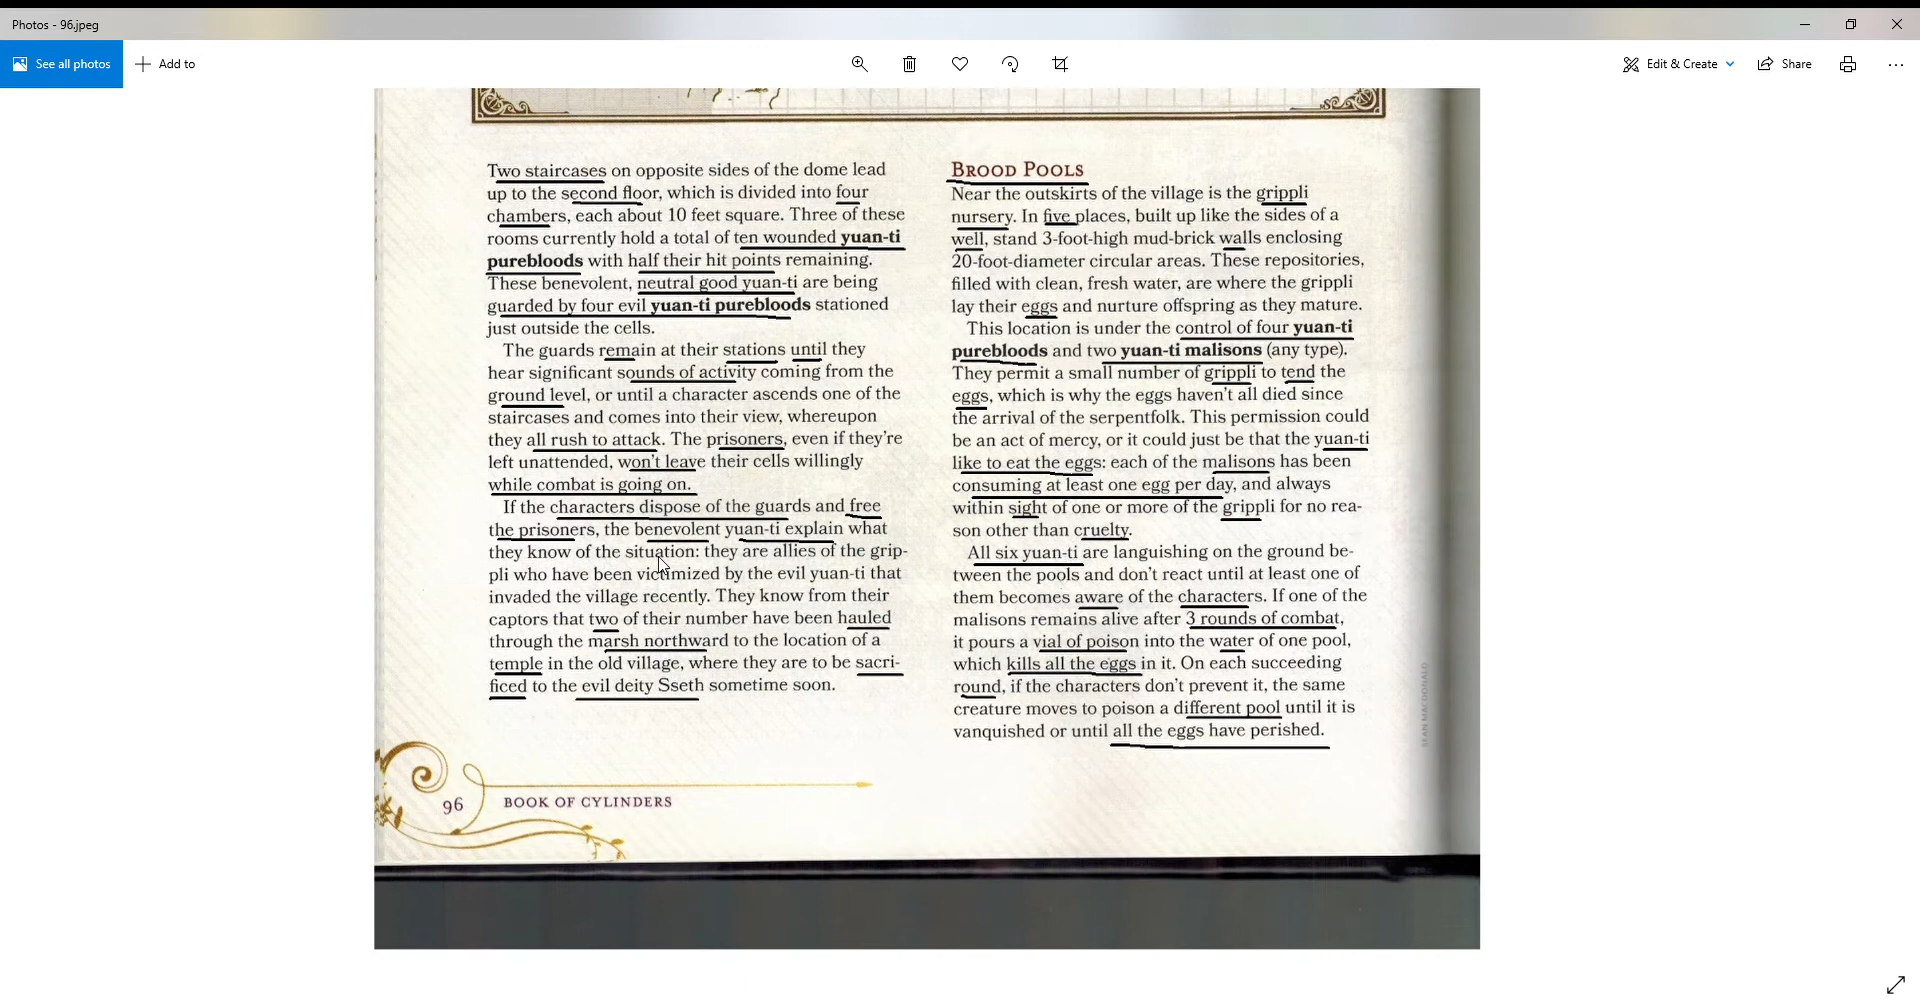 Photos - 96.jpeg
See all photos
Add to
Edit & Create
Share
Two staircases on opposite sides of the dome lead
up to the second floor, which is divided into four
chambers, each about 10 feet square. Three of these
rooms currently hold a total of ten wounded yuan-ti
purebloods with half their hit points remaining.
These benevolent, neutral good yuan-ti are being
guarded by four evil yuan-ti purebloods stationed
just outside the cells.
The guards remain at their stations until they
hear significant sounds of activity coming from the
ground level, or until a character ascends one of the
staircases and comes into their view, whereupon
they all rush to attack. The prisoners, even if they're
left unattended, won't leave their cells willingly
while combat is going on.
If the characters dispose of the guards and free
the prisoners, the benevolent yuan-ti explain what
they know of the situation: they are allies of the grip-
pli who have been victimized by the evil yuan-ti that
invaded the village recently. They know from their
captors that two of their number have been hauled
through the marsh northward to the location of a
temple in the old village, where they are to be sacri-
ficed to the evil deity Sseth sometime soon.
BROOD POOLS
Near the outskirts of the village is the grippli
nursery. In five places, built up like the sides of a
well, stand 3-foot-high mud-brick walls enclosing
20-foot-diameter circular areas. These repositories,
filled with clean, fresh water, are where the grippli
lay their eggs and nurture offspring as they mature.
This location is under the control of four yuan-ti
purebloods and two yuan-ti malisons (any type).
They permit a small number of grippli to tend the
eggs, which is why the eggs haven't all died since
the arrival of the serpentfolk. This permission could
be an act of mercy, or it could just be that the yuan-ti
like to eat the eggs: each of the malisons has been
consuming at least one egg per day, and always
within sight of one or more of the grippli for no rea-
son other than cruelty.
All six yuan-ti are languishing on the ground be-
tween the pools and don't react until at least one of
them becomes aware of the characters. If one of the
malisons remains alive after 3 rounds of combat,
it pours a vial of poison into the water of one pool,
which kills all the eggs in it. On each succeeding
round, if the characters don't prevent it, the same
creature moves to poison a different pool until it is
vanquished or until all the eggs have perished.
SEAN MACDONALD
96
BOOK OF CYLINDERS